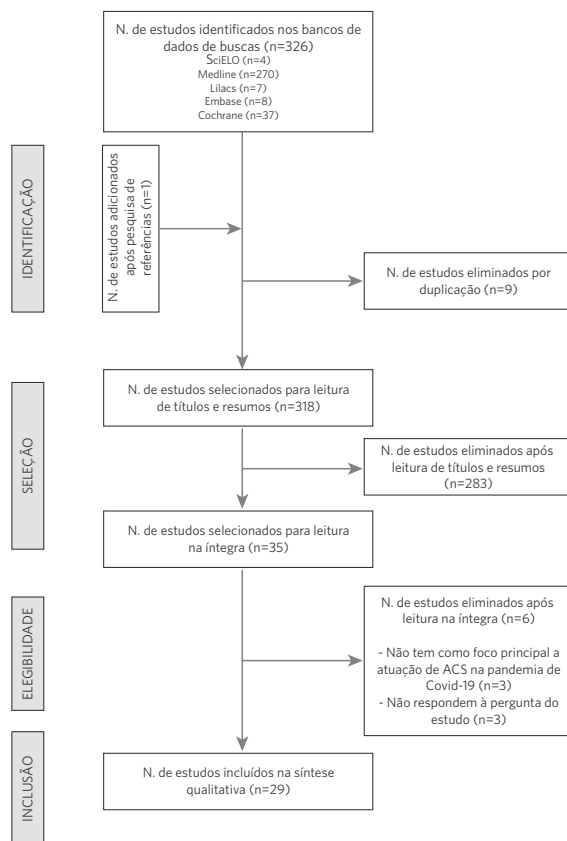 N. de estudos identificados nos bancos de
dados de buscas (n=326)
SciELO (n=4)
Medline (n=270)
Lilacs (n=7)
Embase (n=8)
Cochrane (n=37)
IDENTIFICAÇÃO
N. de estudos adicionados
após pesquisa de
referências (n=1)
N. de estudos eliminados por
duplicação (n=9)
SELEÇÃO
N. de estudos selecionados para leitura
de títulos e resumos (n=318)
N. de estudos eliminados após
leitura de títulos e resumos
(n=283)
N. de estudos selecionados para leitura
na íntegra (n=35)
ELEGIBILIDADE
N. de estudos eliminados após
leitura na íntegra (n=6)
- Não tem como foco principal a
atuação de ACS na pandemia de
Covid-19 (n=3)
- Não respondem à pergunta do
estudo (n=3)
INCLUSÃO
N. de estudos incluídos na síntese
qualitativa (n=29)